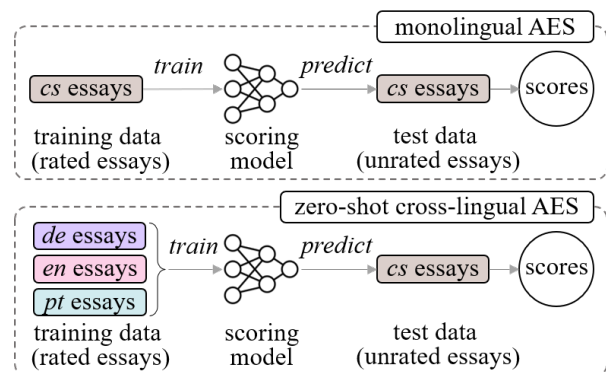 monolingual AES
train
predict
cs essays
cs essays
scores
training data
(rated essays)
scoring
model
test data
(unrated essays)
zero-shot cross-lingual AES
de essays
en essays
pt essays
train
predict
cs essays
scores
training data
(rated essays)
scoring
model
test data
(unrated essays)